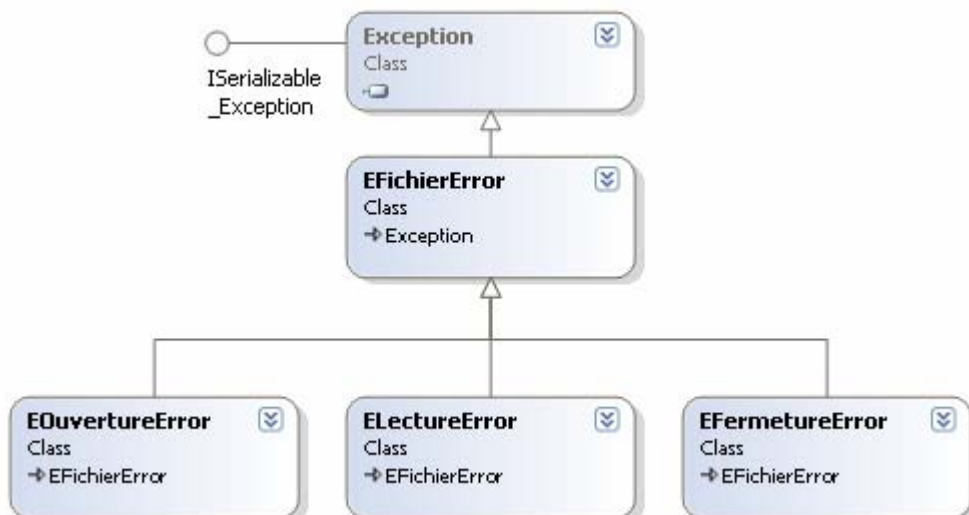 Exception
Class
ISerializable
_Exception
EFichierError
Class
Exception
EOuvertureError
Class
EFichierError
ELectureError
Class
EFichierError
EFermetureError
Class
EFichierError